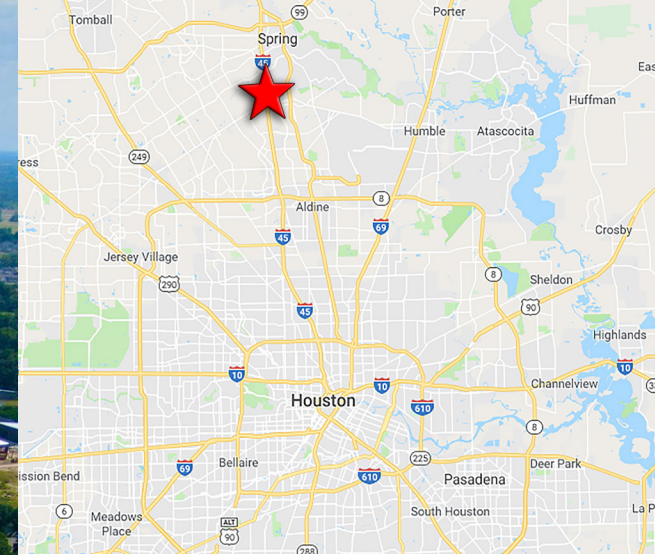 99
Porter
Tomball
Spring
45
Eas
Huffman
Humble
Atascocita
249
ress
8
Aldine
69
45
Crosby
Jersey Village
8
Sheldon
290
90
45
Highlands
10
10
10
Channelview
33
Houston
610
8
225
Bellaire
Deer Park
69
610
ission Bend
Pasadena
6
Meadows
Place
South Houston
La P
ALT
90
288